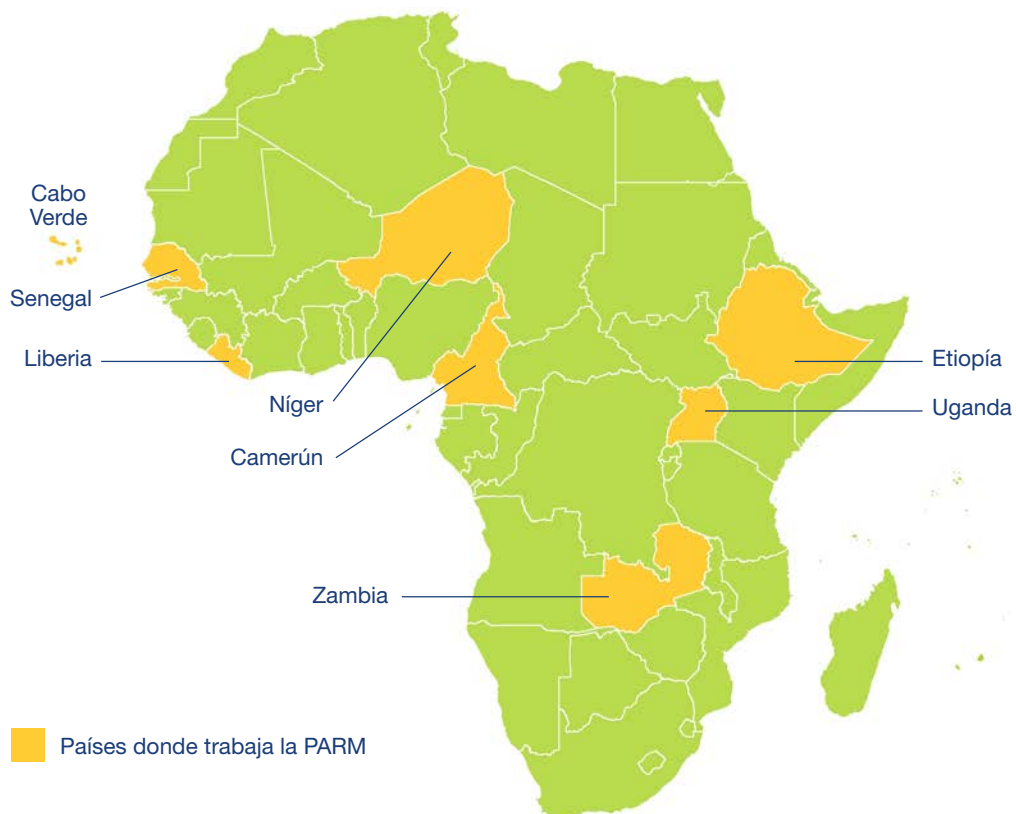 Cabo
Verde
Senegal
Liberia
Níger
Camerún
Etiopía
Uganda
Zambia
Países donde trabaja la PARM